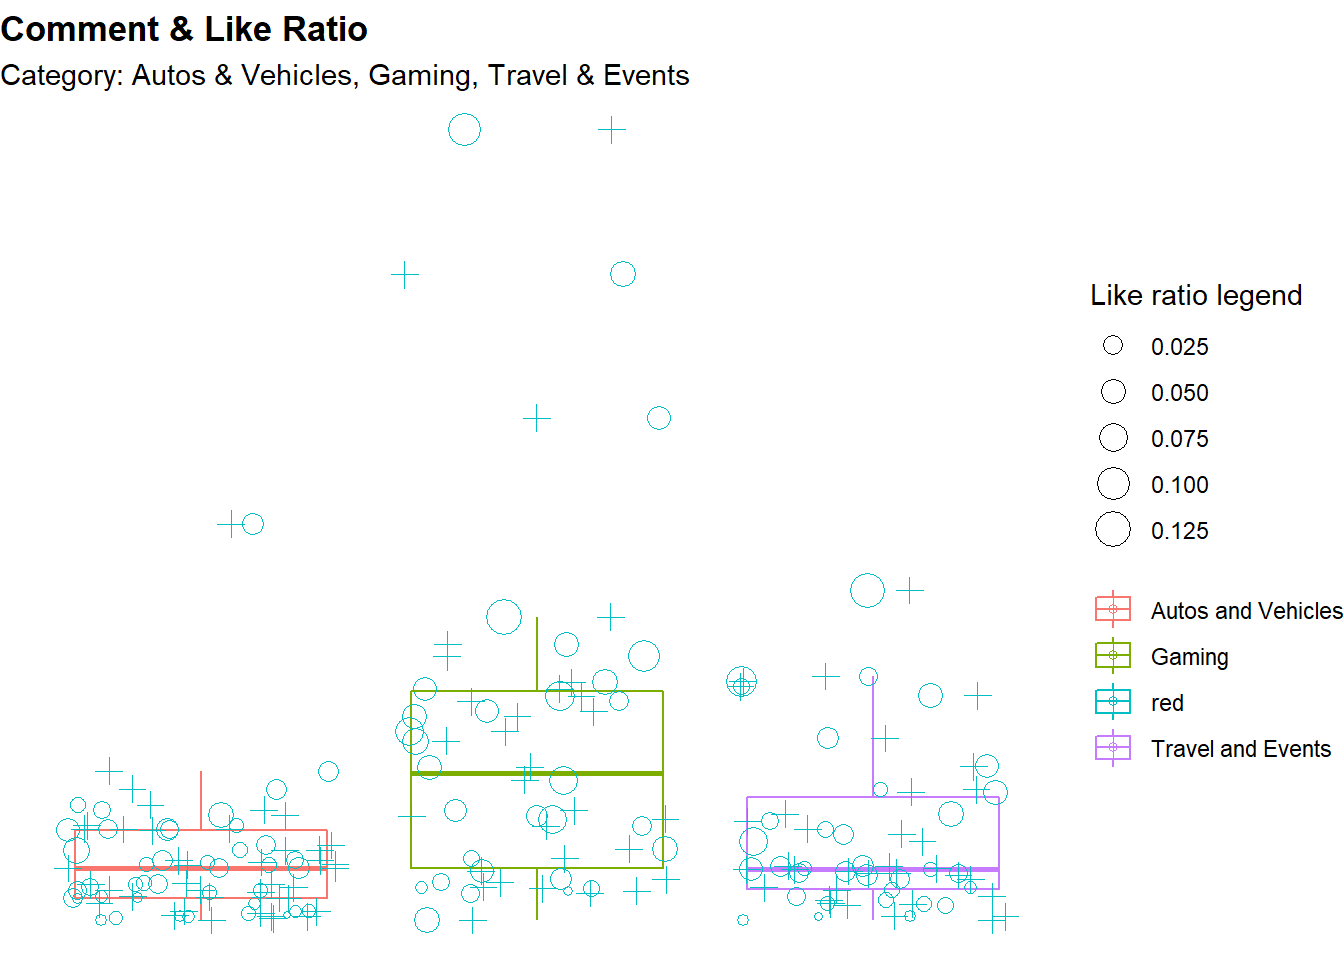 Comment & Like Ratio
Category: Autos & Vehicles, Gaming, Travel & Events
Like ratio legend
0.025
0.050
0.075
0.100
0.125
Autos and Vehicles
Gaming
red
Travel and Events